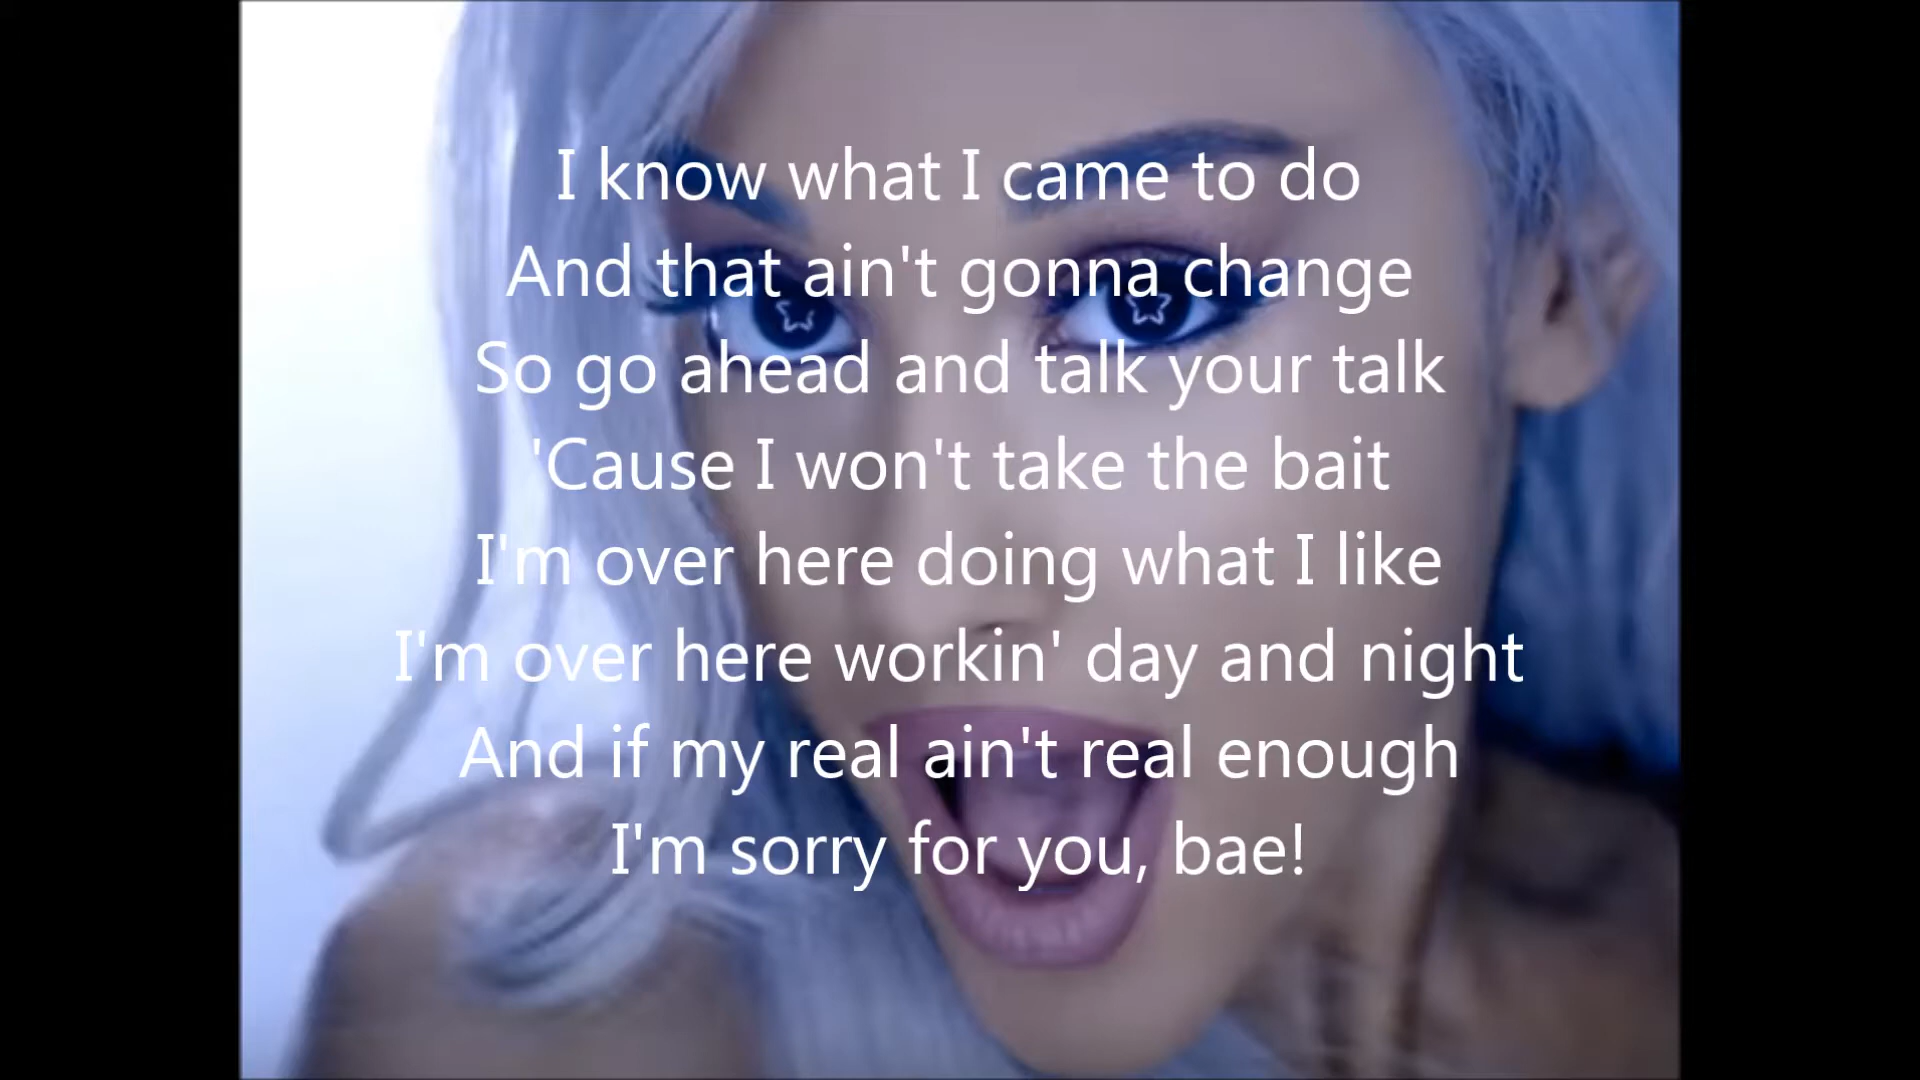 I know what I came to do
And that ain't gonna change
So go ahead and talk your talk
'Cause I won't take the bait
I'm over here doing what I like
I'm over here workin' day and night
And if my real ain't real enough
I'm sorry for you, bae!